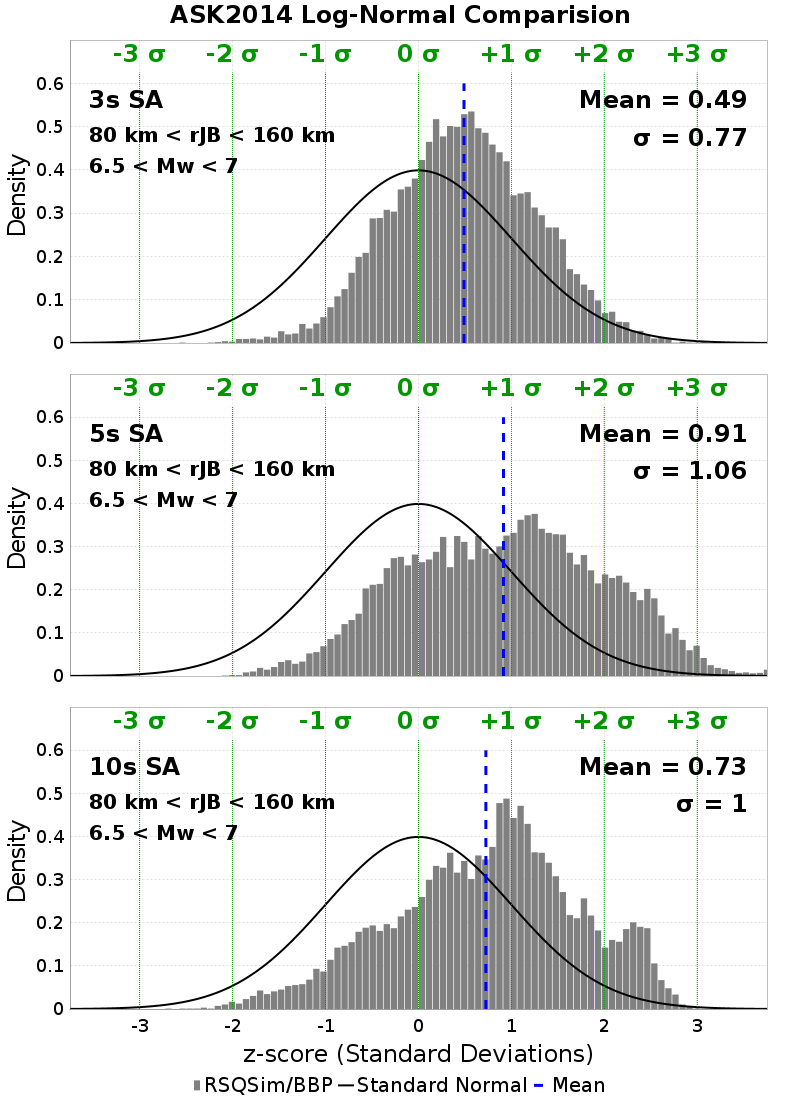 ASK2014 Log-Normal Comparision
-3 σ -2 σ -1 σ 0 σ +1 σ +2 σ +3 σ
3s SA
80 km < rJB < 160 km
6.5 < Mw < 7
Mean = 0.49
σ = 0.77
Density
0.6
0.5
0.4
0.3
0.2
0.1
0
-3 σ -2 σ -1 σ 0 σ +1 σ +2 σ +3 σ
5s SA
80 km < rJB < 160 km
6.5 < Mw < 7
Mean = 0.91
σ = 1.06
Density
0.6
0.5
0.4
0.3
0.2
0.1
0
-3 σ -2 σ -1 σ 0 σ +1 σ +2 σ +3 σ
10s SA
80 km < rJB < 160 km
6.5 < Mw < 7
Mean = 0.73
σ = 1
Density
0.6
0.5
0.4
0.3
0.2
0.1
0
-3 -2 -1 0 1 2 3
z-score (Standard Deviations)
RSQSim/BBP Standard Normal Mean